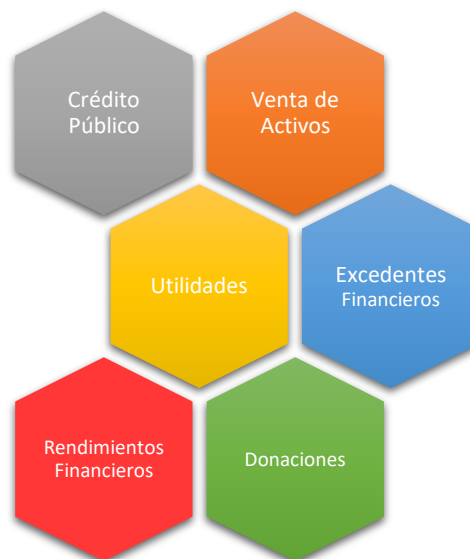 Crédito
Público
Venta de
Activos
Utilidades
Excedentes
Financieros
Rendimientos
Financieros
Donaciones